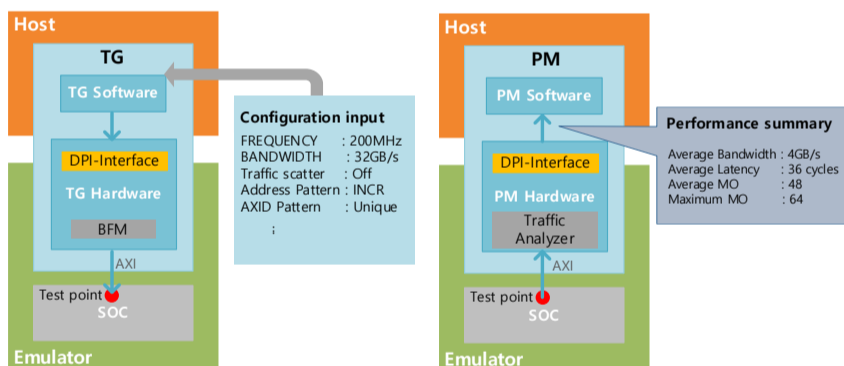 Host
TG
TG Software
DPI-Interface
TG Hardware
BFM
AXI
Test point
SOC
Emulator
Configuration input
FREQUENCY : 200MHz
BANDWIDTH : 32GB/s
Traffic scatter : Off
Address Pattern : INCR
AXID Pattern : Unique
;
Host
PM
PM Software
DPI-Interface
PM Hardware
Traffic
Analyzer
AXI
Test point
SOC
Emulator
Performance summary
Average Bandwidth : 4GB/s
Average Latency : 36 cycles
Average MO : 48
Maximum MO : 64